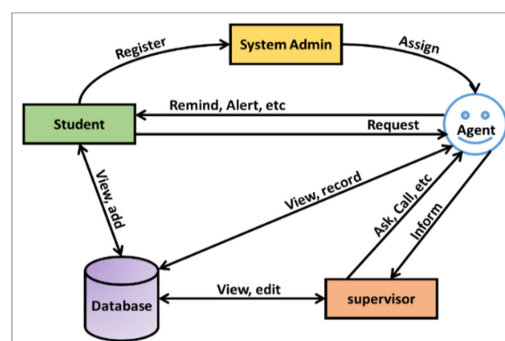 Register
System Admin
Assign
Remind, Alert, etc
Student
Request
Agent
View, add
View, record
Ask, Call, etc
Inform
Database
View, edit
supervisor